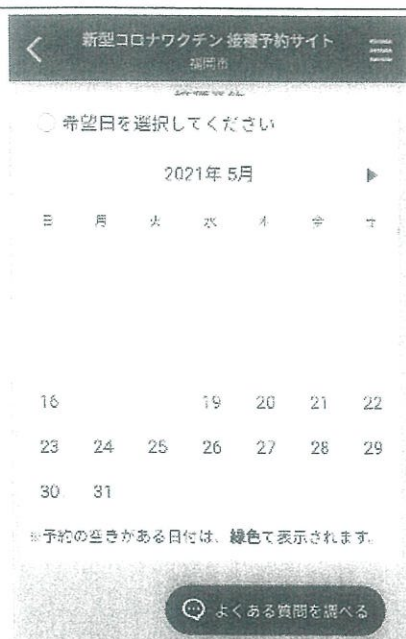 新型コロナワクチン 接種予約サイト
福岡市
希望日を選択してください
2021年 5月
日 月 火 水 木 金 土
16 19 20 21 22
23 24 25 26 27 28 29
30 31
※予約の空きがある日付は、緑色で表示されます。
よくある質問を調べる